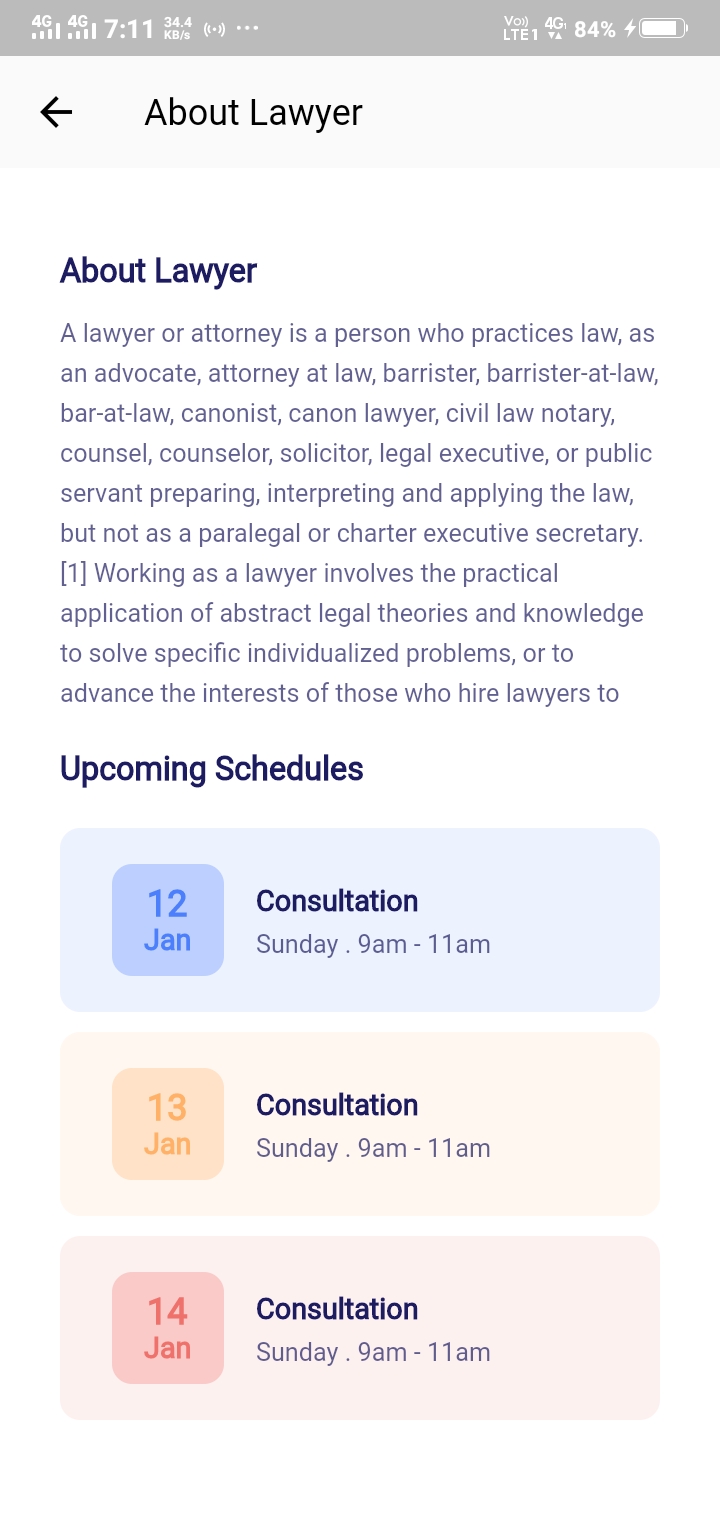 4G 4G 7:11 34.4 KB/s ... Vo) LTE1 4G 84%
About Lawyer
About Lawyer
A lawyer or attorney is a person who practices law, as
an advocate, attorney at law, barrister, barrister-at-law,
bar-at-law, canonist, canon lawyer, civil law notary,
counsel, counselor, solicitor, legal executive, or public
servant preparing, interpreting and applying the law,
but not as a paralegal or charter executive secretary.
[1] Working as a lawyer involves the practical
application of abstract legal theories and knowledge
to solve specific individualized problems, or to
advance the interests of those who hire lawyers to
Upcoming Schedules
12
Jan
Consultation
Sunday . 9am - 11am
13
Jan
Consultation
Sunday . 9am - 11am
14
Jan
Consultation
Sunday . 9am - 11am